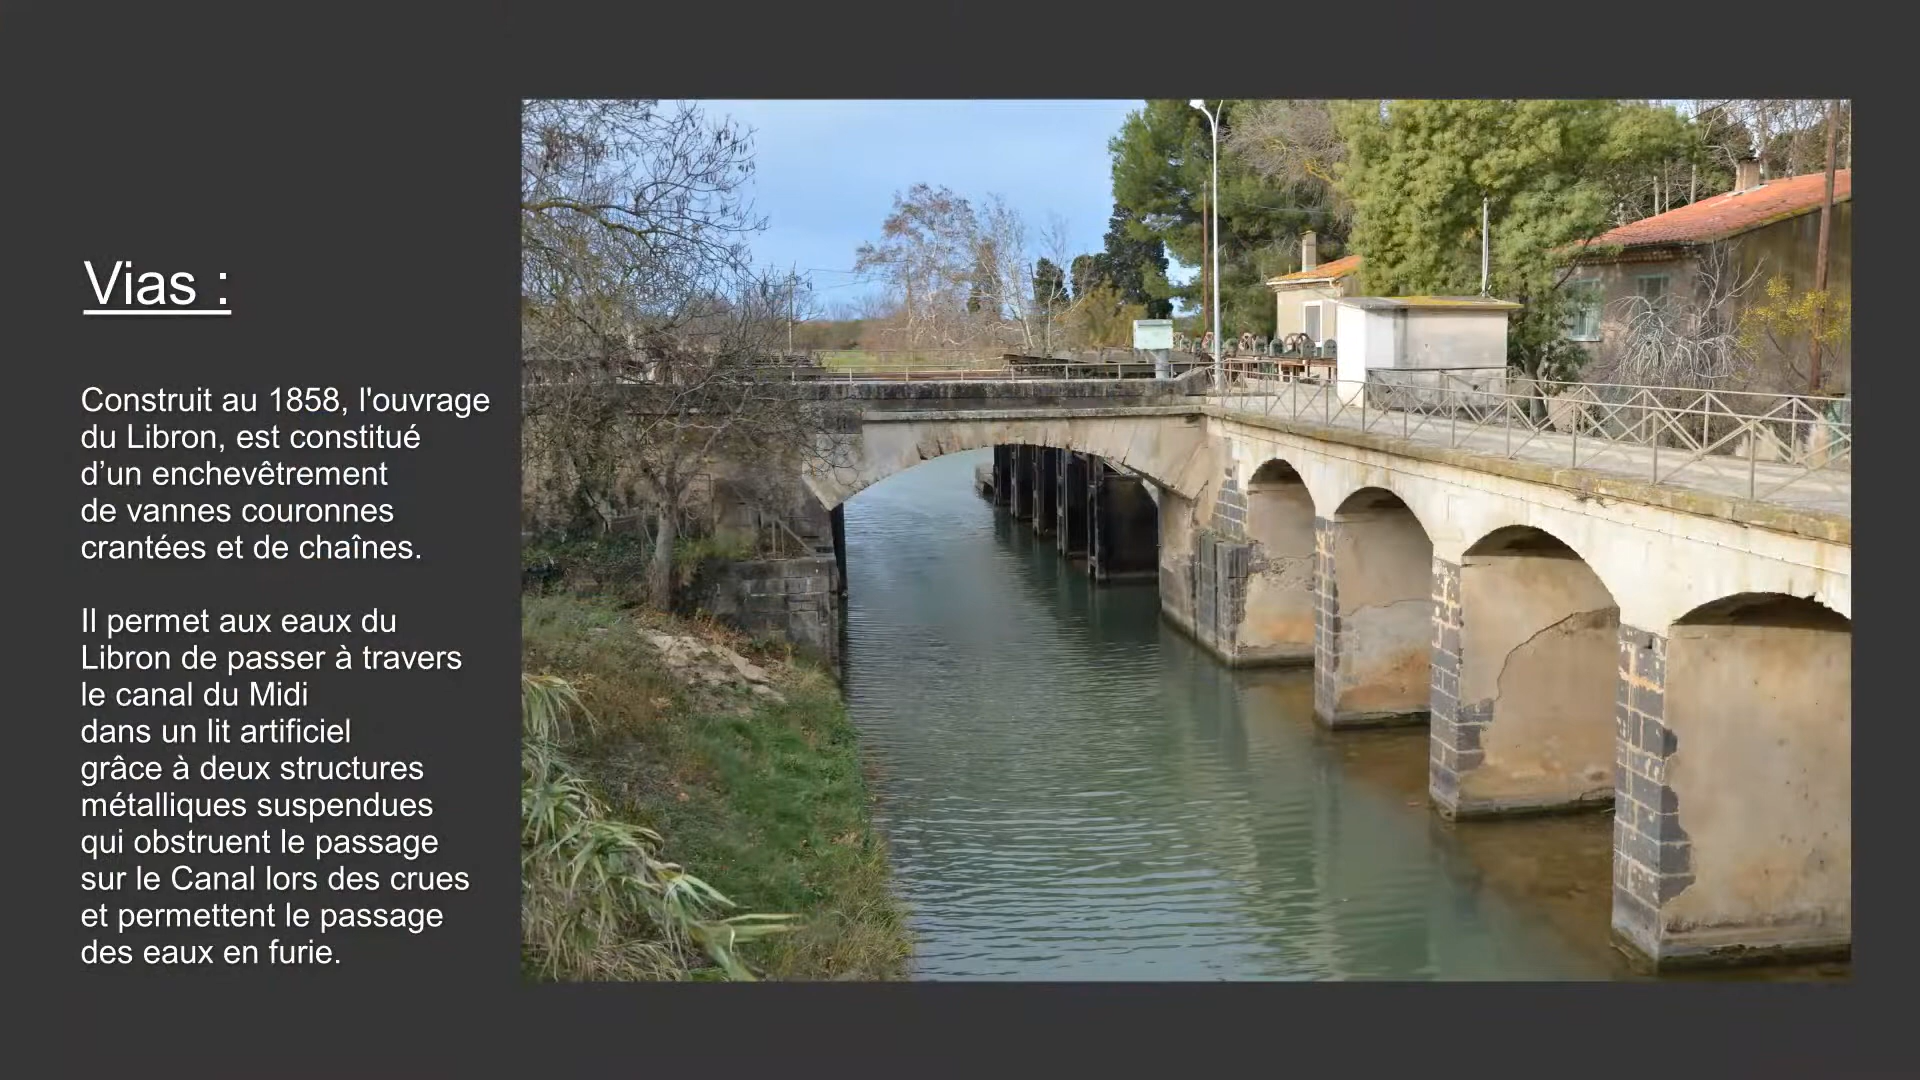 Vias :
Construit au 1858, l'ouvrage
du Libron, est constitué
d’un enchevêtrement
de vannes couronnes
crantées et de chaînes.
Il permet aux eaux du
Libron de passer à travers
le canal du Midi
dans un lit artificiel
grâce à deux structures
métalliques suspendues
qui obstruent le passage
sur le Canal lors des crues
et permettent le passage
des eaux en furie.